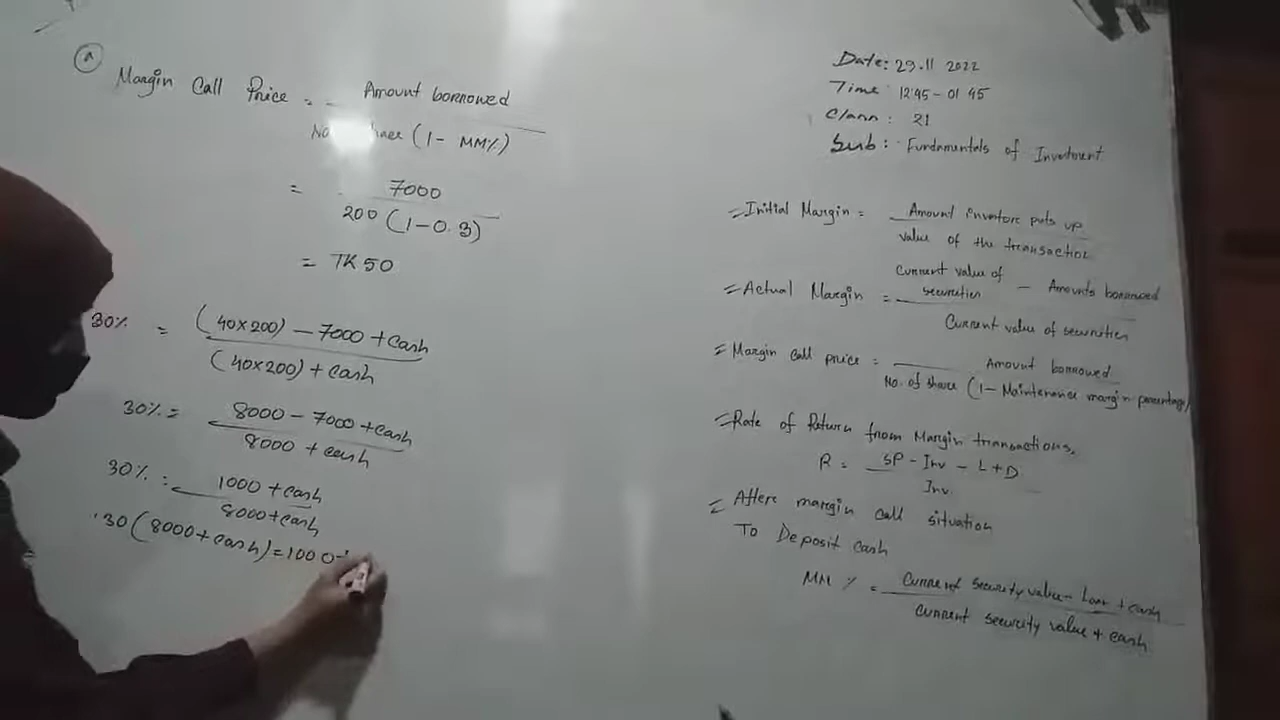 a
Margin Call Price = Amount borrowed
(1 - MM%)
= 7000
200 (1-0.3)
= TK 50
30% = (40×200) - 7000 + Cash
(40×200) + Cash
30% = 8000 - 7000 + Cash
8000 + Cash
30% : 1000 + Cash
8000 + Cash
.30 (8000 + Cash) = 1000 +
Date: 29.11 2022
Time: 12:45 - 01 45
Class: 21
Sub: Fundamentals of Investment
= Initial Margin = Amount investors puts up
value of the transaction
= Actual Margin = Current value of securities - Amounts borrowed
Current value of securities
= Margin call price = Amount borrowed
No. of share (1 - Maintenance margin percentage)
= Rate of Return from Margin transactions,
R = SP - Inv - L + D
Inv.
= After margin call situation
To Deposit Cash
MM % = Current security value - Loan + Cash
Current security value + Cash